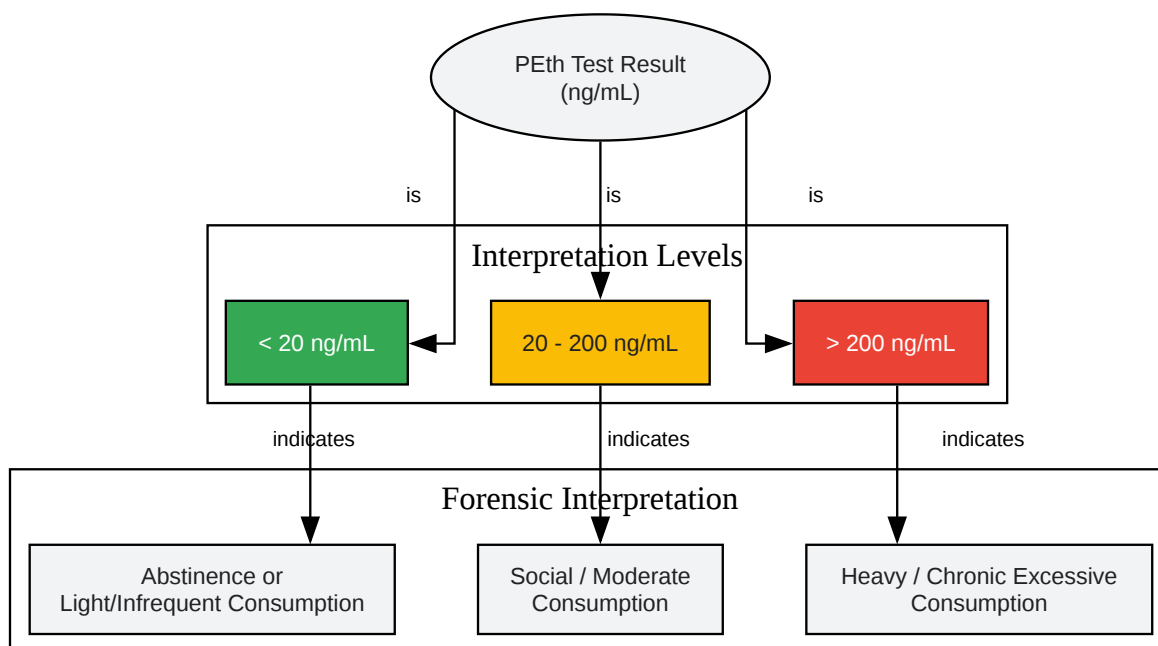 PEth Test Result
(ng/mL)
is
is
is
Interpretation Levels
< 20 ng/mL
20 - 200 ng/mL
> 200 ng/mL
indicates
indicates
indicates
Forensic Interpretation
Abstinence or
Light/Infrequent Consumption
Social / Moderate
Consumption
Heavy / Chronic Excessive
Consumption